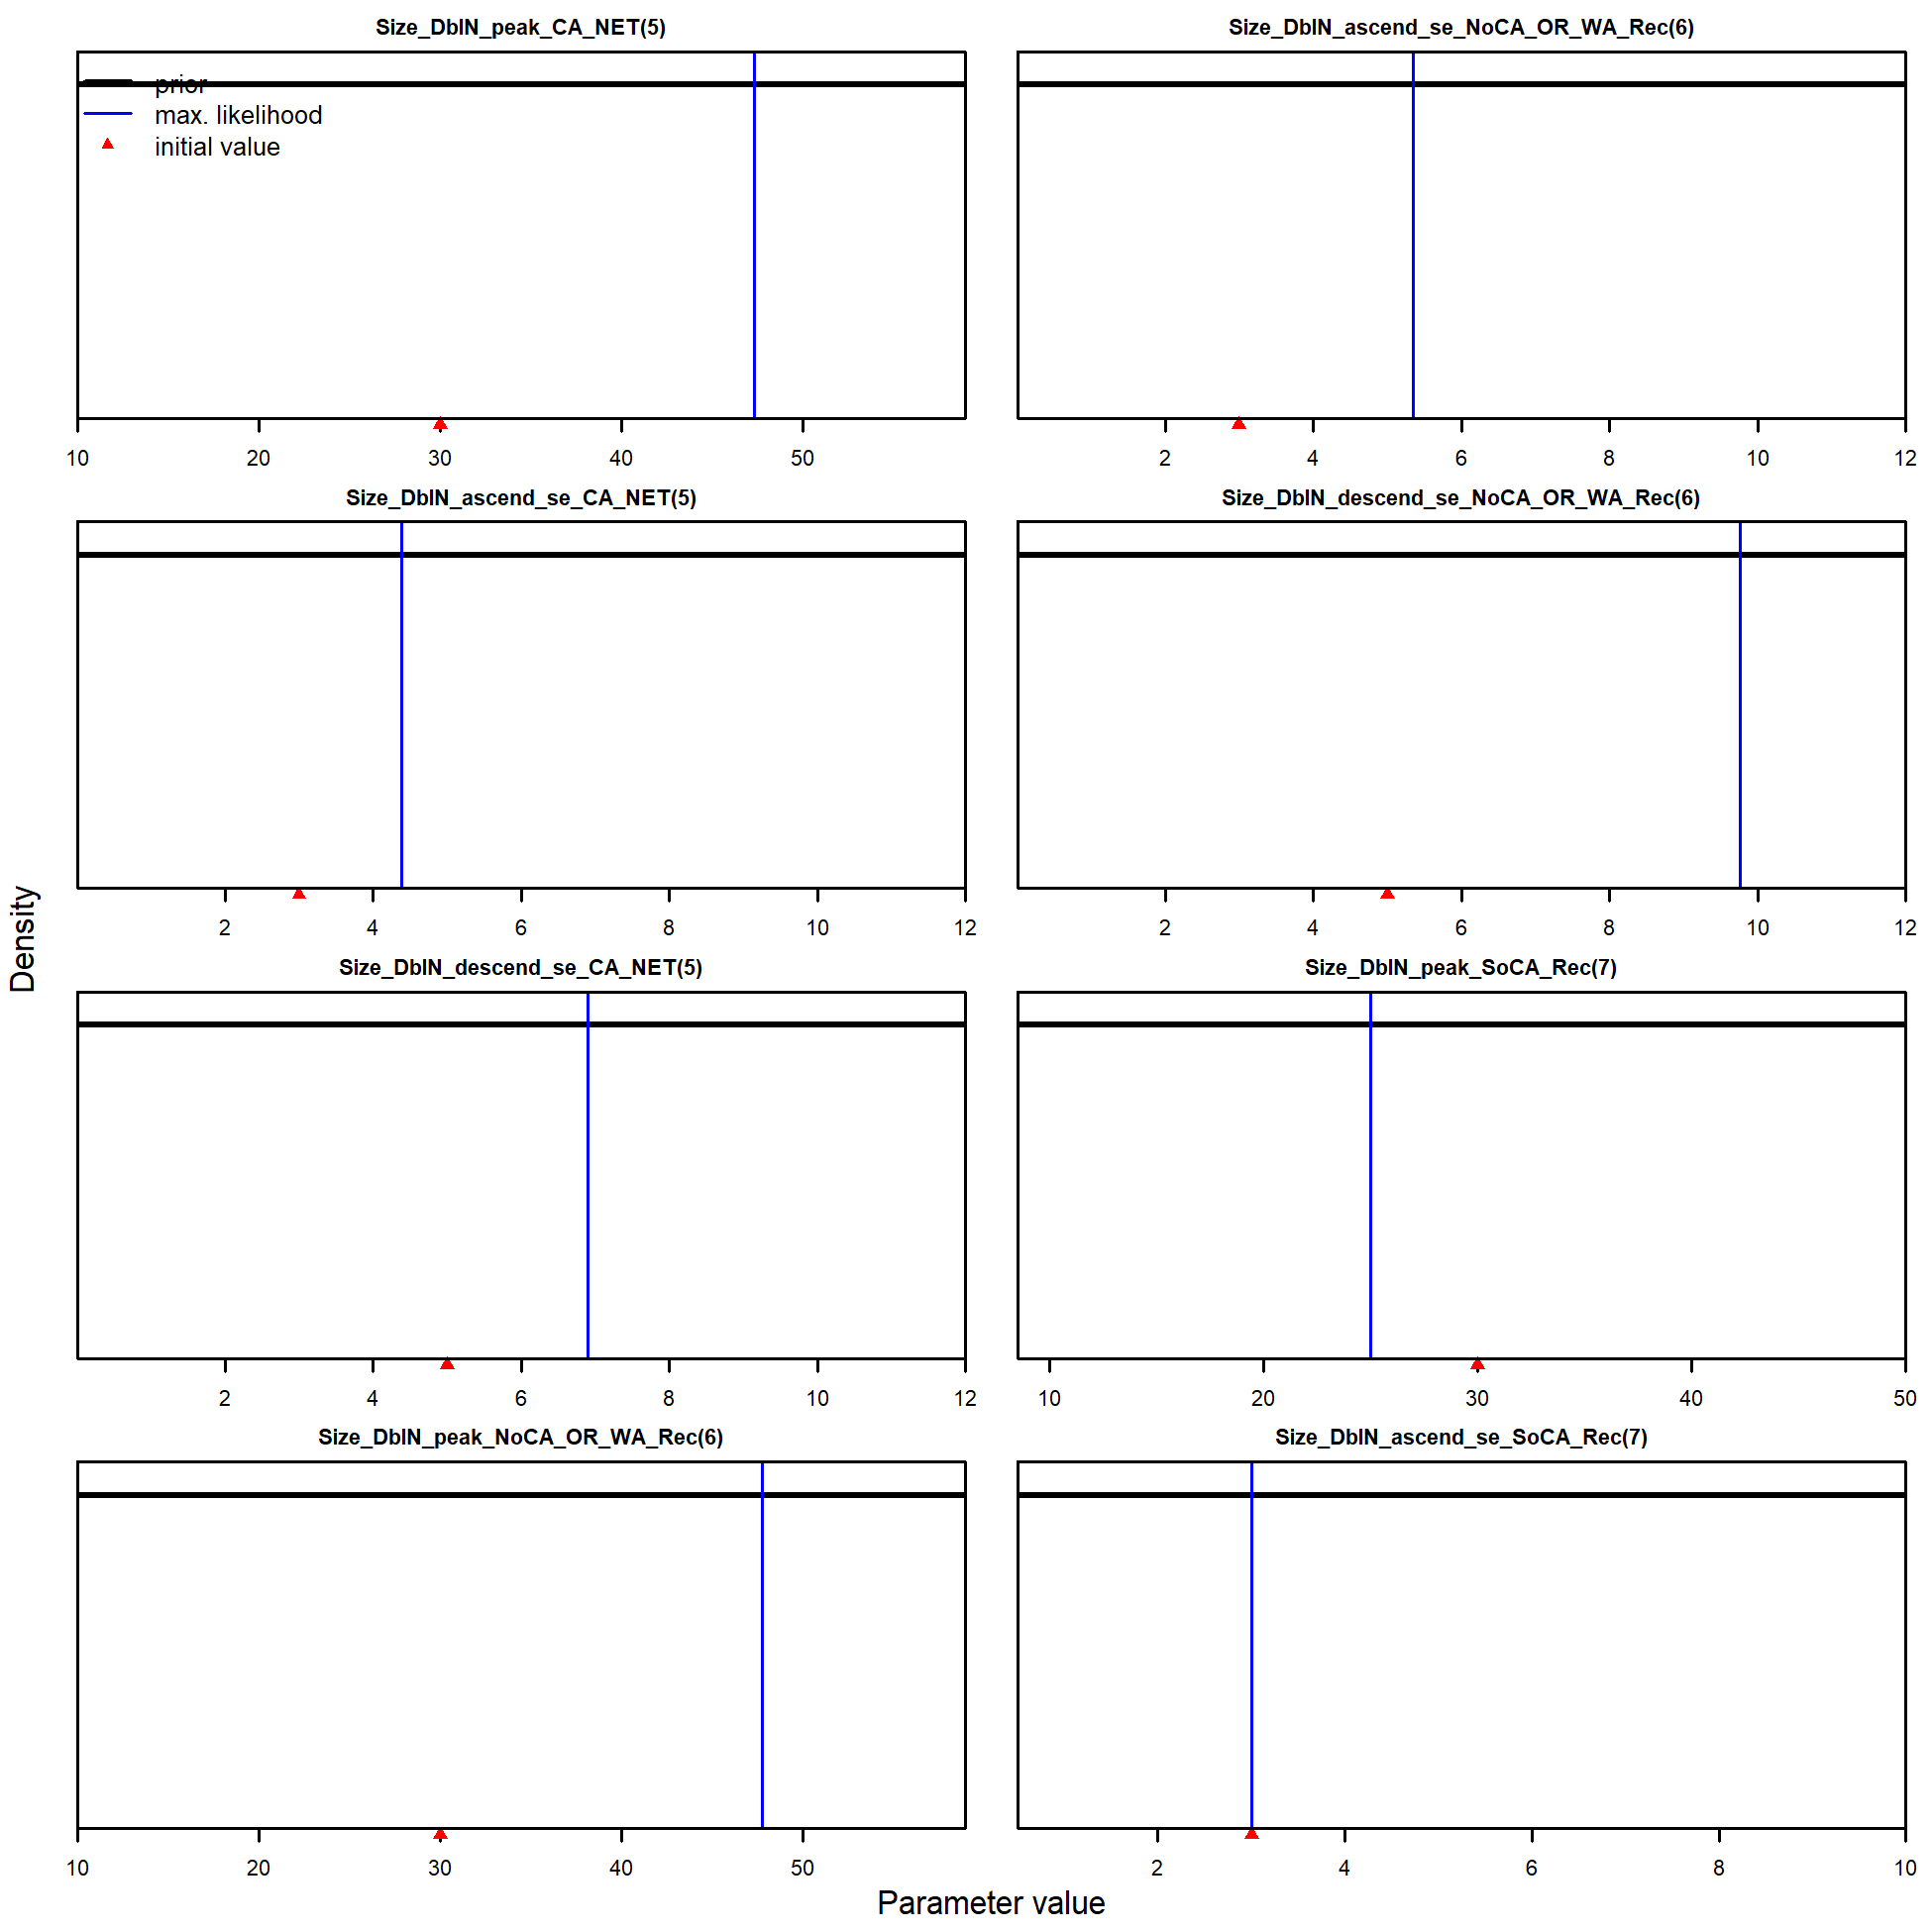 Size_DblN_peak_CA_NET(5)
prior
max. likelihood
initial value
10 20 30 40 50
Size_DblN_ascend_se_NoCA_OR_WA_Rec(6)
2 4 6 8 10 12
Size_DblN_ascend_se_CA_NET(5)
2 4 6 8 10 12
Size_DblN_descend_se_NoCA_OR_WA_Rec(6)
2 4 6 8 10 12
Size_DblN_descend_se_CA_NET(5)
2 4 6 8 10 12
Size_DblN_peak_SoCA_Rec(7)
10 20 30 40 50
Size_DblN_peak_NoCA_OR_WA_Rec(6)
10 20 30 40 50
Size_DblN_ascend_se_SoCA_Rec(7)
2 4 6 8 10
Density
Parameter value